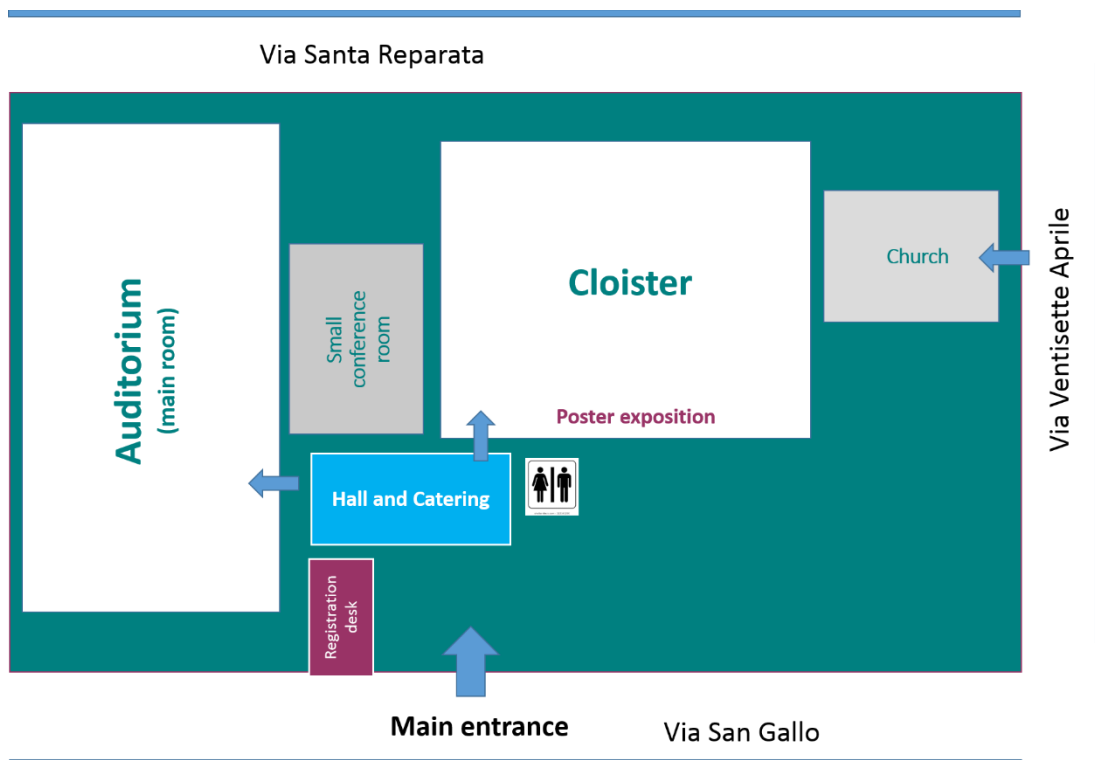 Via Santa Reparata
Auditorium
(main room)
Small
conference
room
Cloister
Poster exposition
Church
Via Ventisette Aprile
Hall and Catering
Registration
desk
Main entrance
Via San Gallo